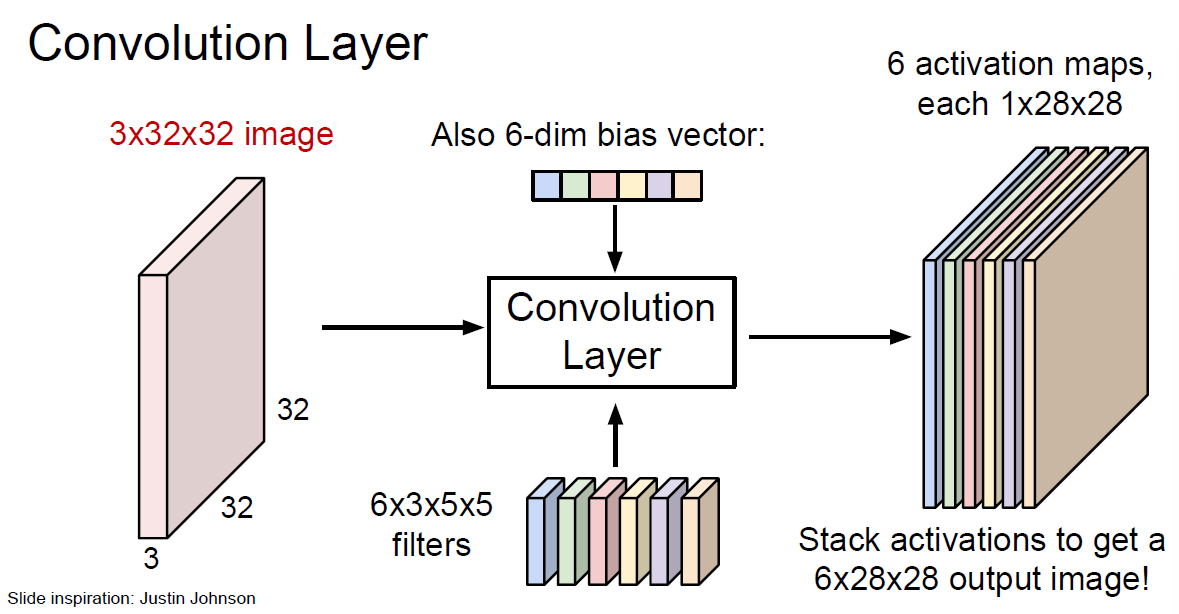 Convolution Layer
3x32x32 image
Also 6-dim bias vector:
6 activation maps,
each 1x28x28
Convolution
Layer
32
32
3
6x3x5x5
filters
Stack activations to get a
6x28x28 output image!
Slide inspiration: Justin Johnson